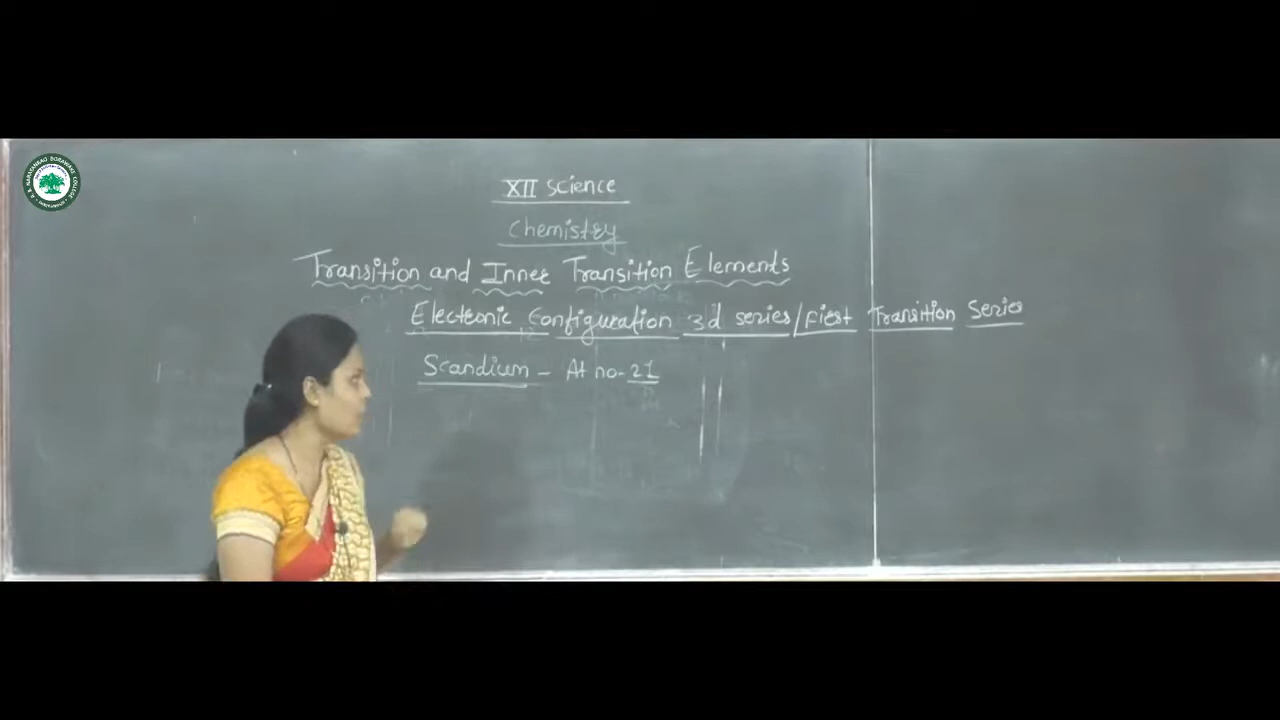 XII Science
Chemistry
Transition and Inner Transition Elements
Electronic Configuration 3d series/first Transition Series
Scandium - At no- 21